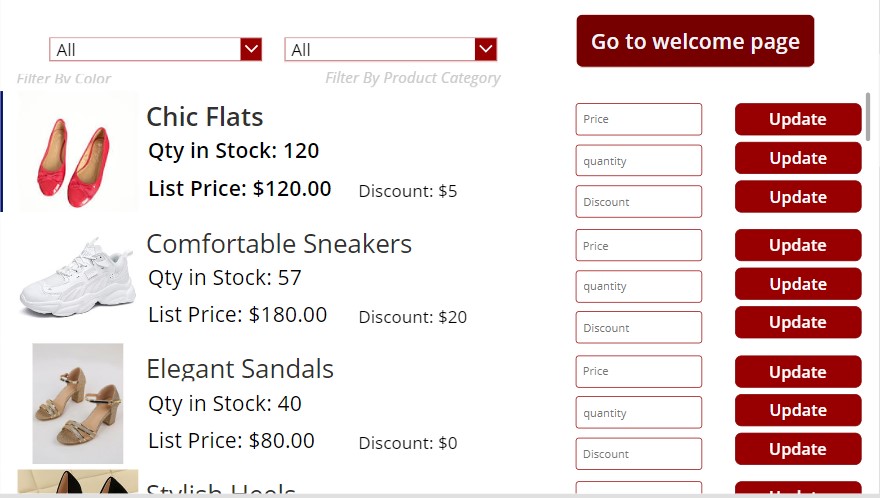 All
All
Go to welcome page
Filter By Color
Filter By Product Category
Chic Flats
Qty in Stock: 120
List Price: $120.00
Discount: $5
Price
Update
quantity
Update
Discount
Update
Comfortable Sneakers
Qty in Stock: 57
List Price: $180.00
Discount: $20
Price
Update
quantity
Update
Discount
Update
Elegant Sandals
Qty in Stock: 40
List Price: $80.00
Discount: $0
Price
Update
quantity
Update
Discount
Update
Stylish Heels